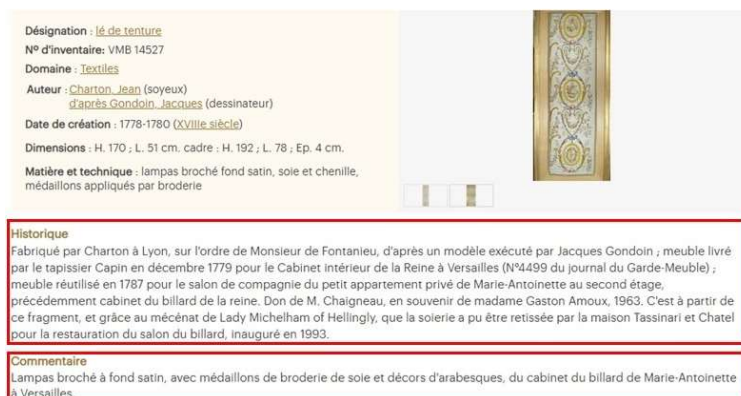 Désignation : lé de tenture
Nº d'inventaire: VMB 14527
Domaine : Textiles
Auteur : Charton, Jean (soyeux)
d'après Gondoin, Jacques (dessinateur)
Date de création : 1778-1780 (XVIIIe siècle)
Dimensions : H. 170 ; L. 51 cm. cadre : H. 192 ; L. 78 ; Ep. 4 cm.
Matière et technique : lampas broché fond satin, soie et chenille,
médaillons appliqués par broderie
Historique
Fabriqué par Charton à Lyon, sur l'ordre de Monsieur de Fontanieu, d'après un modèle exécuté par Jacques Gondoin ; meuble livré
par le tapissier Capin en décembre 1779 pour le Cabinet intérieur de la Reine à Versailles (N°4499 du journal du Garde-Meuble) ;
meuble réutilisé en 1787 pour le salon de compagnie du petit appartement privé de Marie-Antoinette au second étage,
précédemment cabinet du billard de la reine. Don de M. Chaigneau, en souvenir de madame Gaston Amoux, 1963. C'est à partir de
ce fragment, et grâce au mécénat de Lady Michelham of Hellingly, que la soierie a pu être retissée par la maison Tassinari et Chatel
pour la restauration du salon du billard, inauguré en 1993.
Commentaire
Lampas broché à fond satin, avec médaillons de broderie de soie et décors d'arabesques, du cabinet du billard de Marie-Antoinette
à Versailles